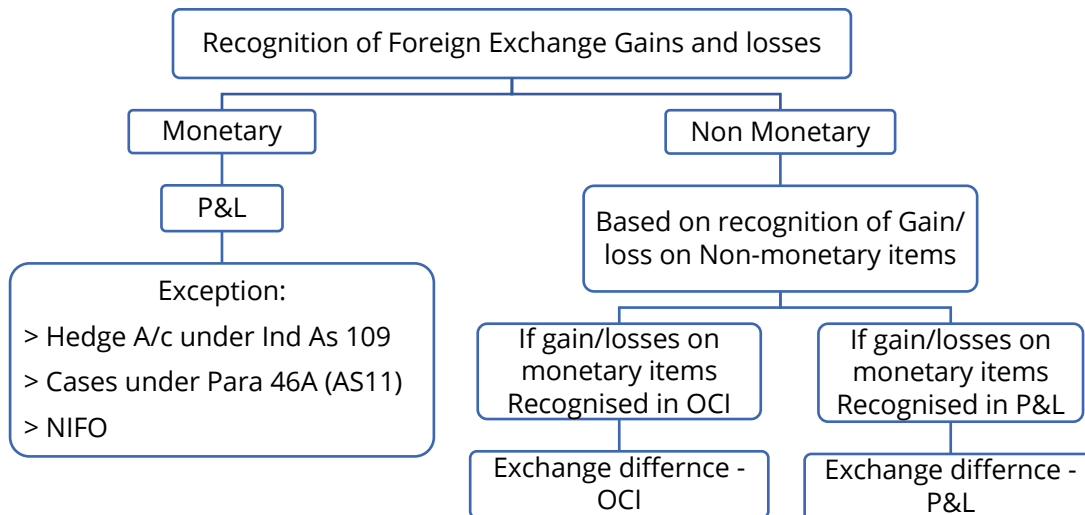 Recognition of Foreign Exchange Gains and losses
Monetary
P&L
Exception:
> Hedge A/c under Ind As 109
> Cases under Para 46A (AS11)
> NIFO
Non Monetary
Based on recognition of Gain/
loss on Non-monetary items
If gain/losses on
monetary items
Recognised in OCI
Exchange differnce -
OCI
If gain/losses on
monetary items
Recognised in P&L
Exchange differnce -
P&L